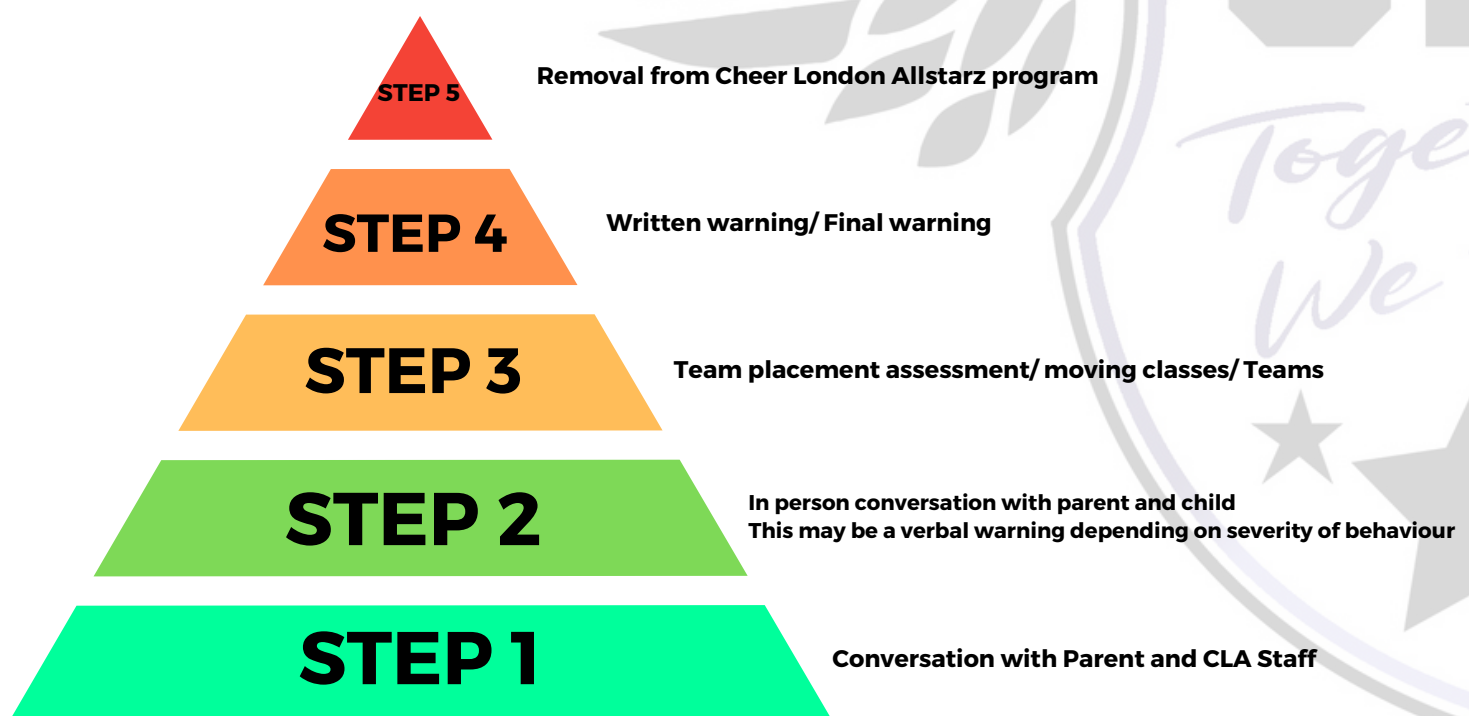 STEP 5
Removal from Cheer London Allstarz program
STEP 4
Written warning/ Final warning
STEP 3
Team placement assessment/ moving classes/ Teams
STEP 2
In person conversation with parent and child
This may be a verbal warning depending on severity of behaviour
STEP 1
Conversation with Parent and CLA Staff
We